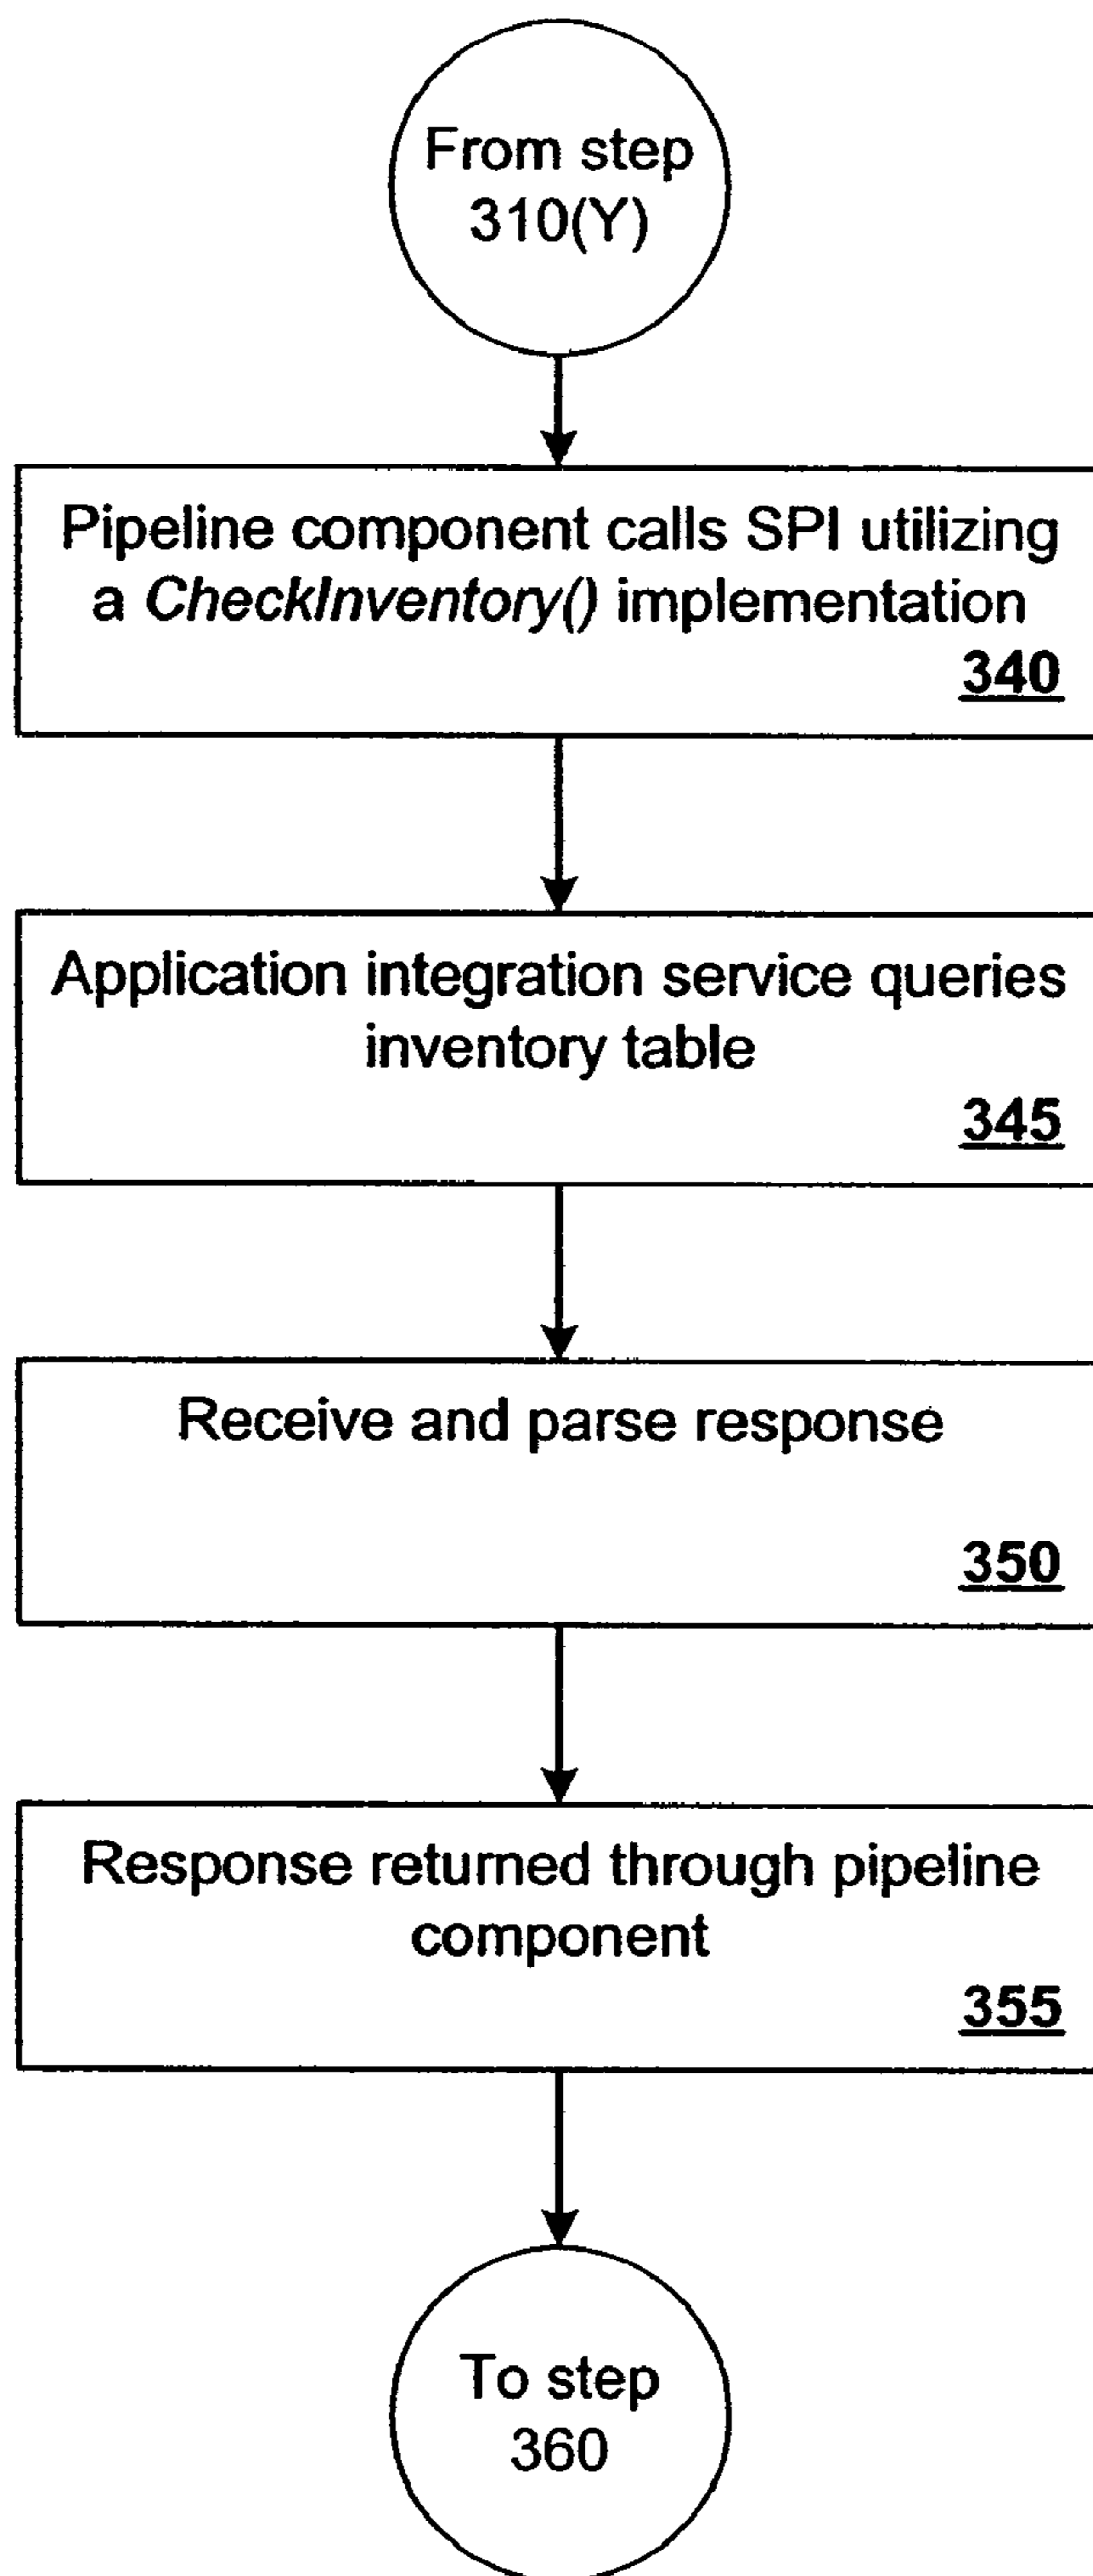 From step
310(Y)
Pipeline component calls SPI utilizing
a CheckInventory() implementation
340
Application integration service queries
inventory table
345
Receive and parse response
350
Response returned through pipeline
component
355
To step
360